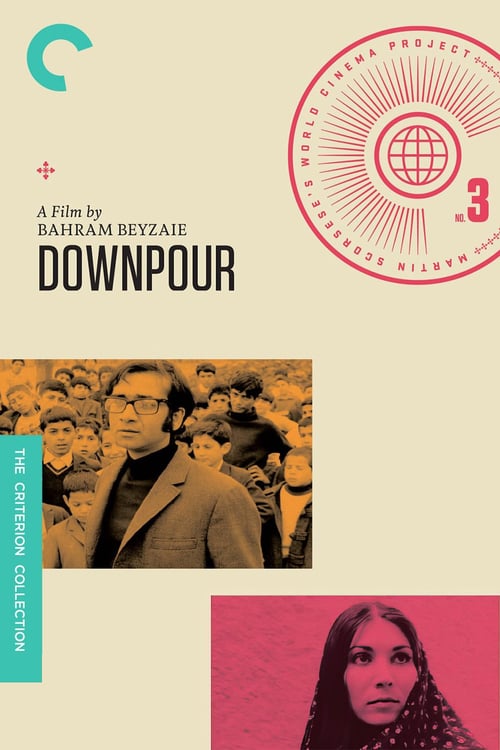 MARTIN SCORSESE'S WORLD CINEMA PROJECT
NO. 3
A Film by
BAHRAM BEYZAIE
DOWNPOUR
THE CRITERION COLLECTION